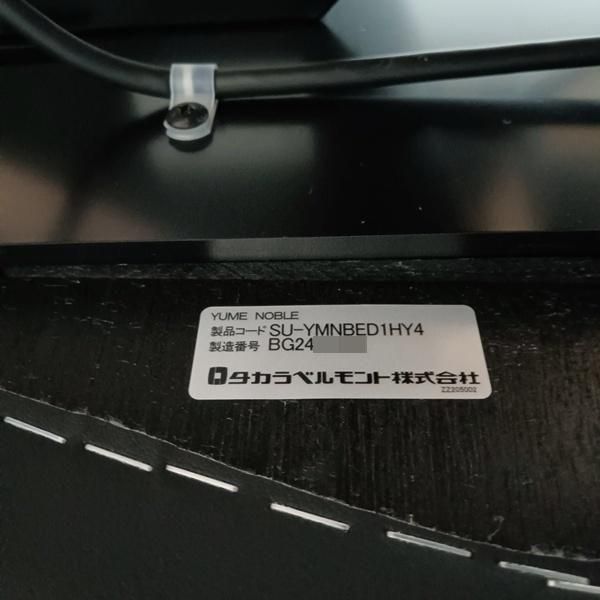 YUME NOBLE
製品コード SU-YMNBED1HY4
製造番号 BG24
タカラベルモント株式会社
ZZ205002